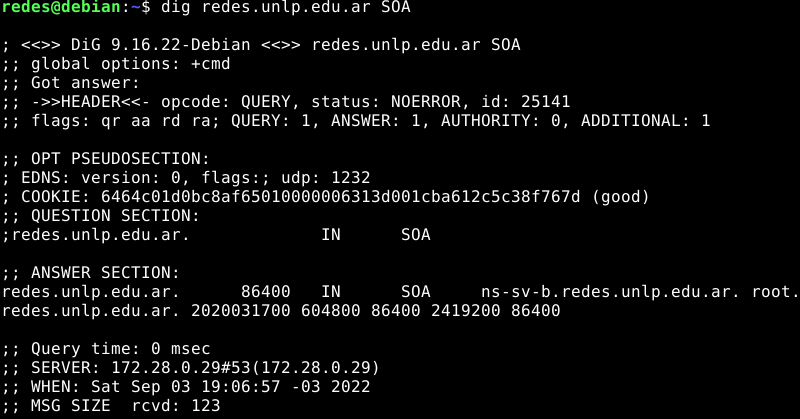 redes@debian:~$ dig redes.unlp.edu.ar SOA
; <<>> DiG 9.16.22-Debian <<>> redes.unlp.edu.ar SOA
;; global options: +cmd
;; Got answer:
;; ->>HEADER<<- opcode: QUERY, status: NOERROR, id: 25141
;; flags: qr aa rd ra; QUERY: 1, ANSWER: 1, AUTHORITY: 0, ADDITIONAL: 1
;; OPT PSEUDOSECTION:
; EDNS: version: 0, flags:; udp: 1232
; COOKIE: 6464c01d0bc8af65010000006313d001cba612c5c38f767d (good)
;; QUESTION SECTION:
;redes.unlp.edu.ar. IN SOA
;; ANSWER SECTION:
redes.unlp.edu.ar. 86400 IN SOA ns-sv-b.redes.unlp.edu.ar. root.
redes.unlp.edu.ar. 2020031700 604800 86400 2419200 86400
;; Query time: 0 msec
;; SERVER: 172.28.0.29#53(172.28.0.29)
;; WHEN: Sat Sep 03 19:06:57 -03 2022
;; MSG SIZE rcvd: 123